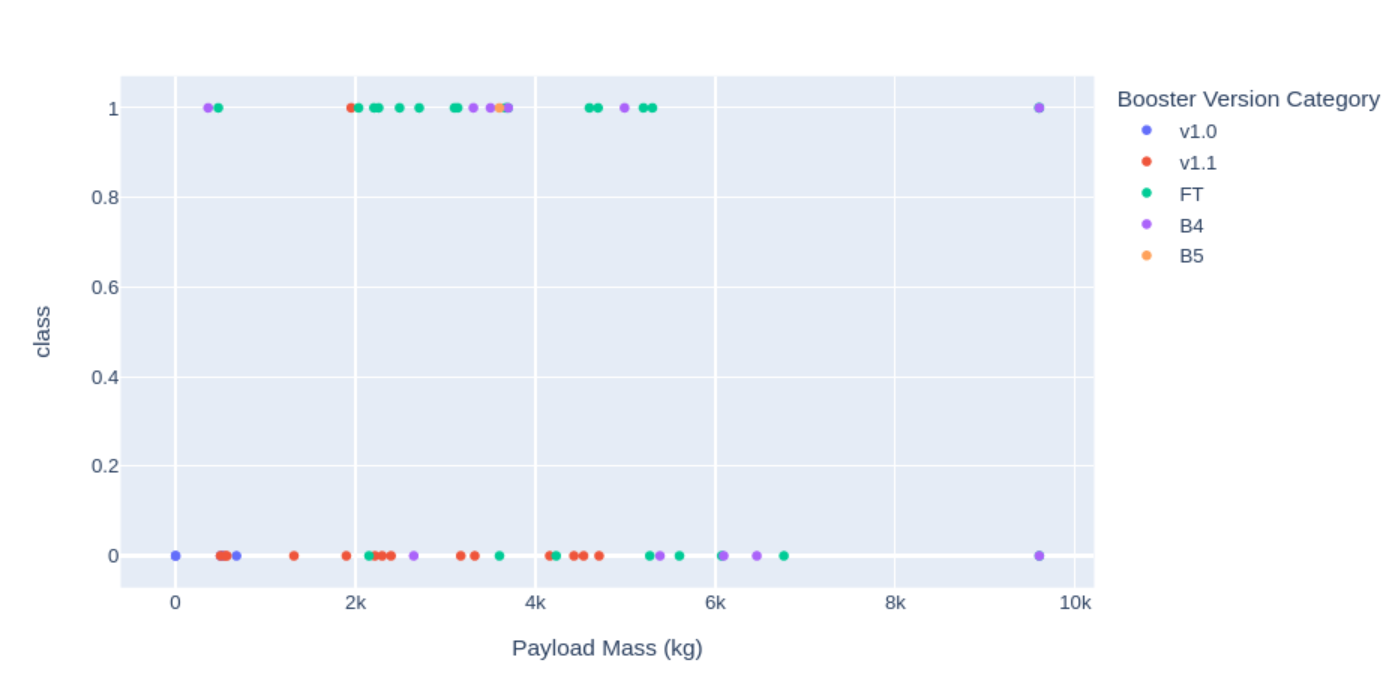 Booster Version Category
v1.0
v1.1
FT
B4
B5
1
0.8
0.6
0.4
0.2
0
class
0
2k
4k
6k
8k
10k
Payload Mass (kg)